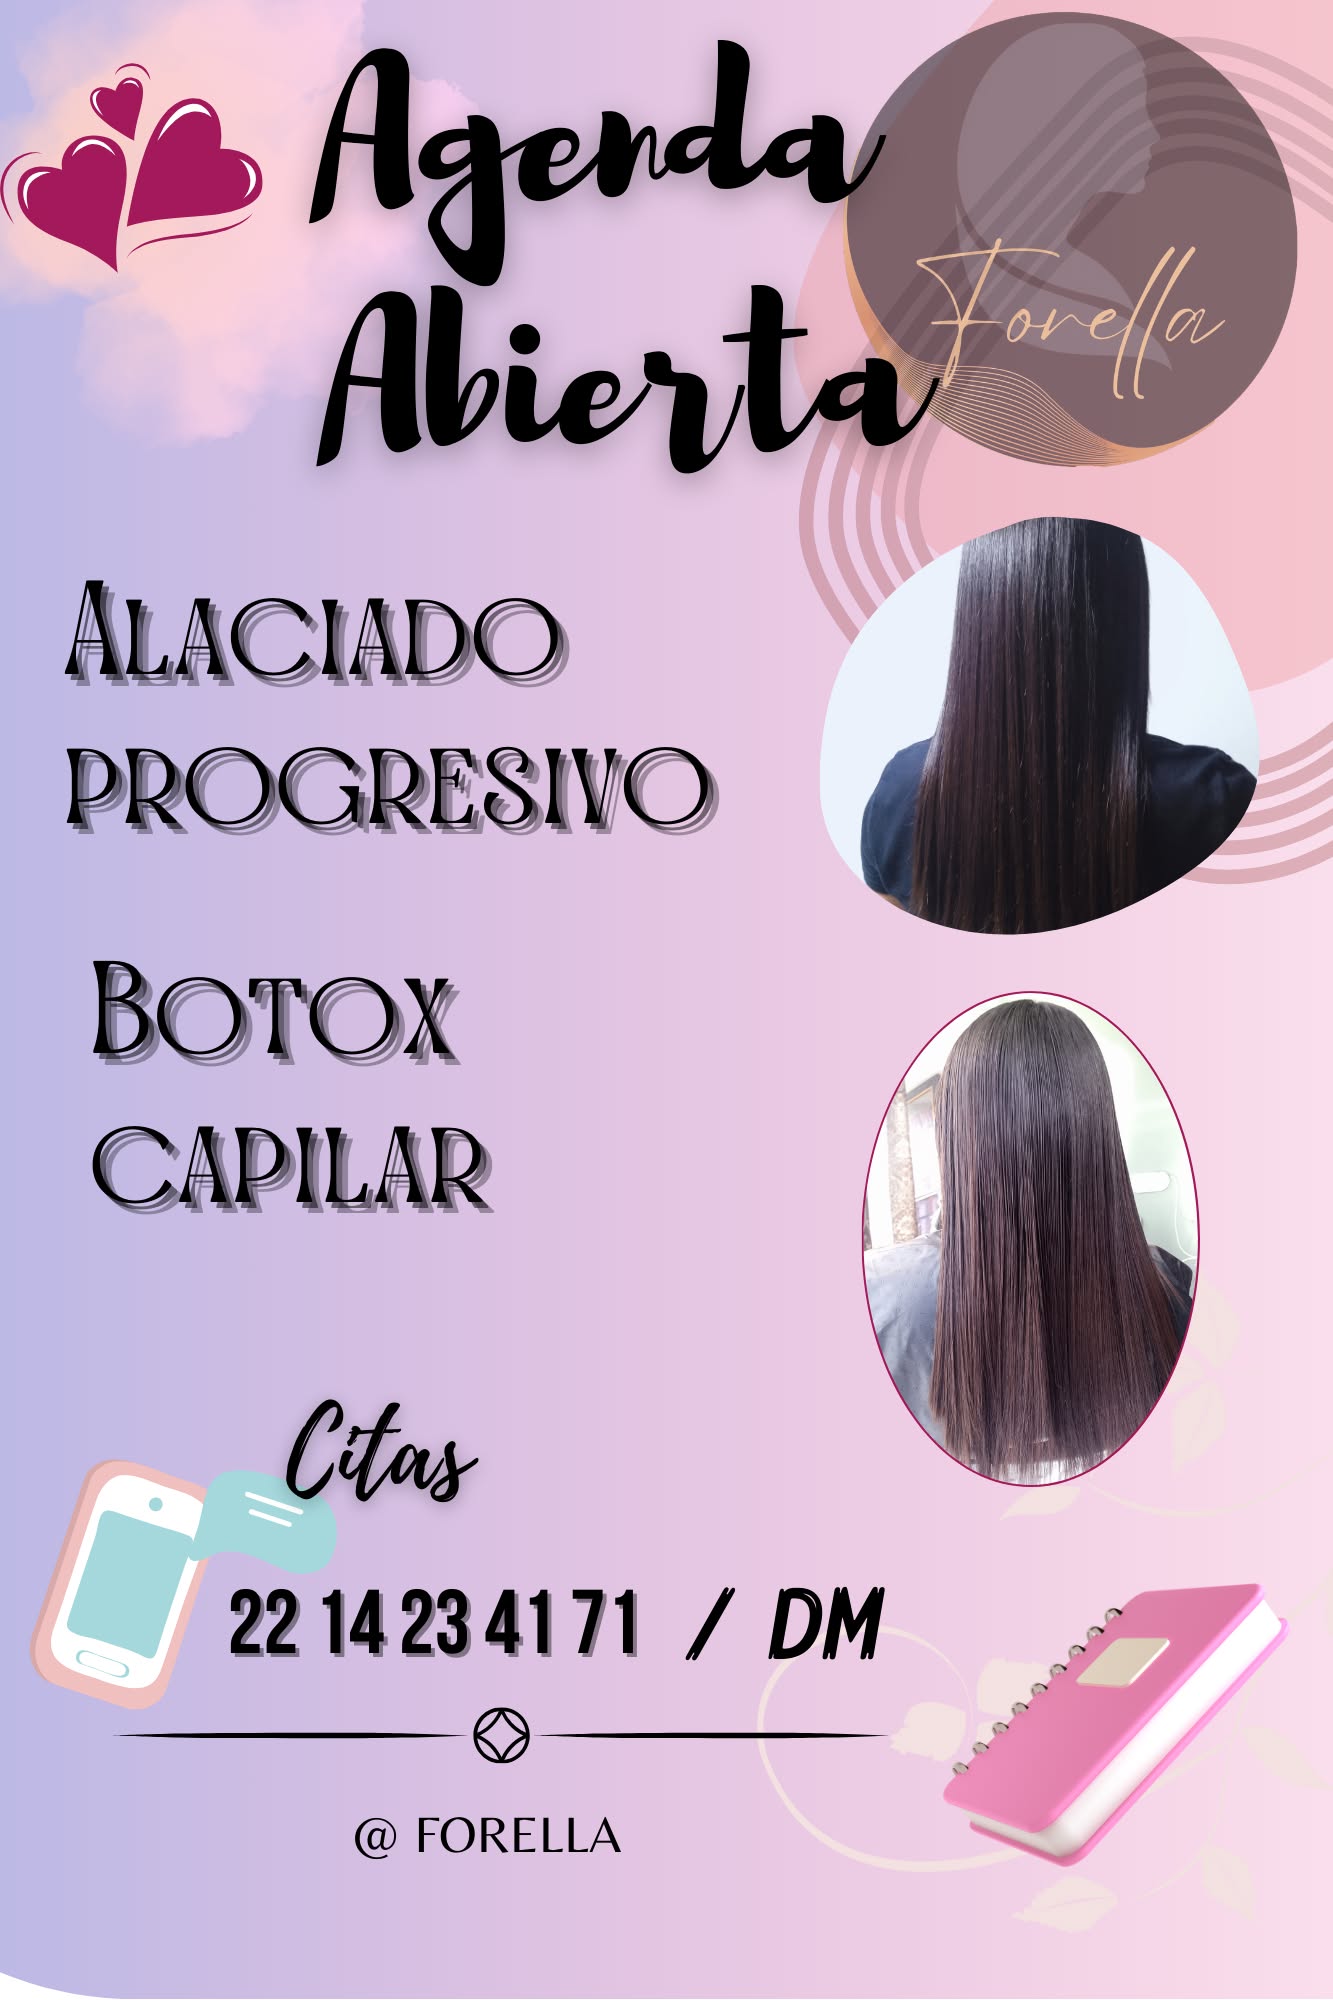 Agenda
Abierta
Forella
Alaciado
progresivo
Botox
capilar
Citas
22 14 23 41 71 / DM
@ FORELLA